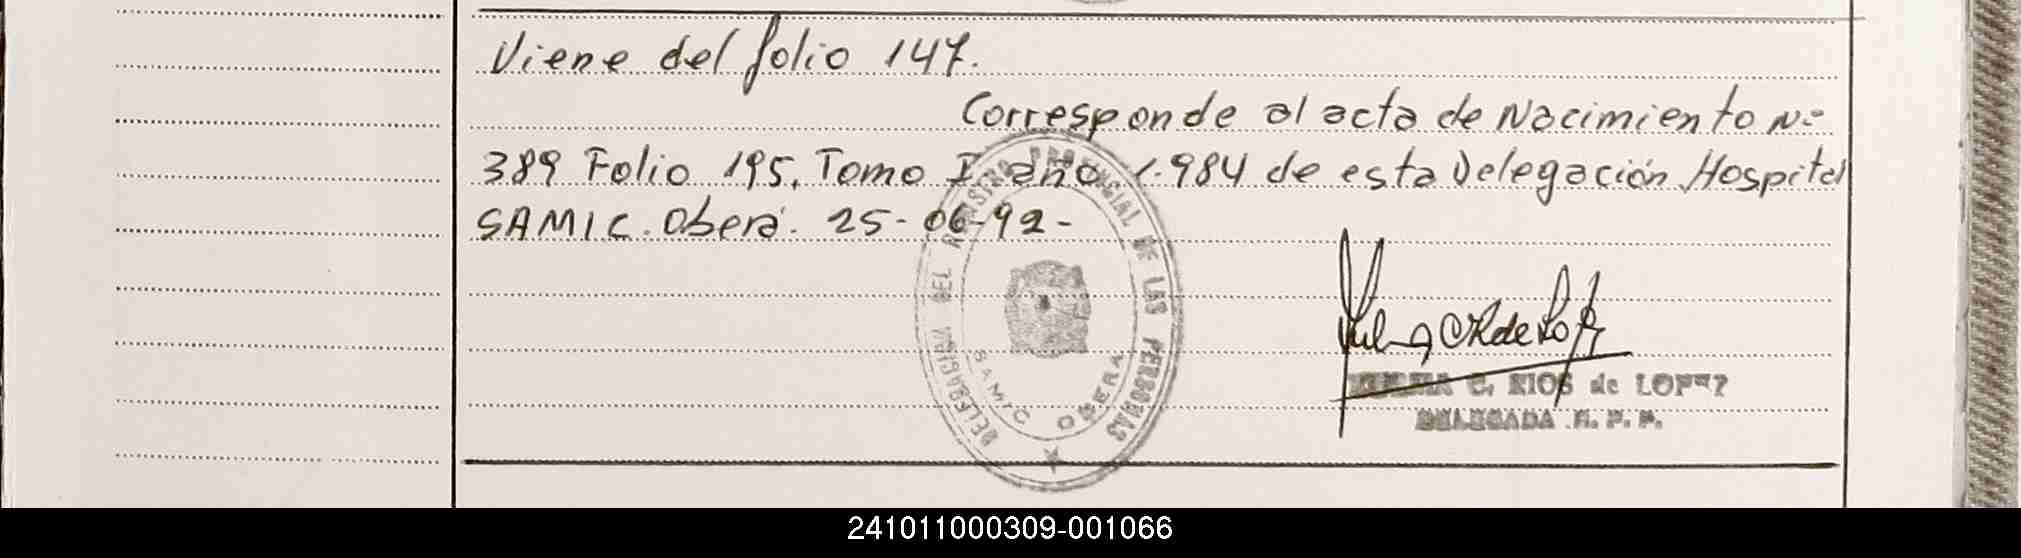 Viene del folio 147.
Corresponde al acta de Nacimiento Nº
389 Folio 195. Tomo I año 1.984 de esta Delegación Hospital
SAMIC. Oberá. 25-06-92-
DELEGACION DEL REGISTRO PROVINCIAL DE LAS PERSONAS
SAMIC OBERA
C. RIOS de LOPEZ
DELEGADA R. P. P.
241011000309-001066